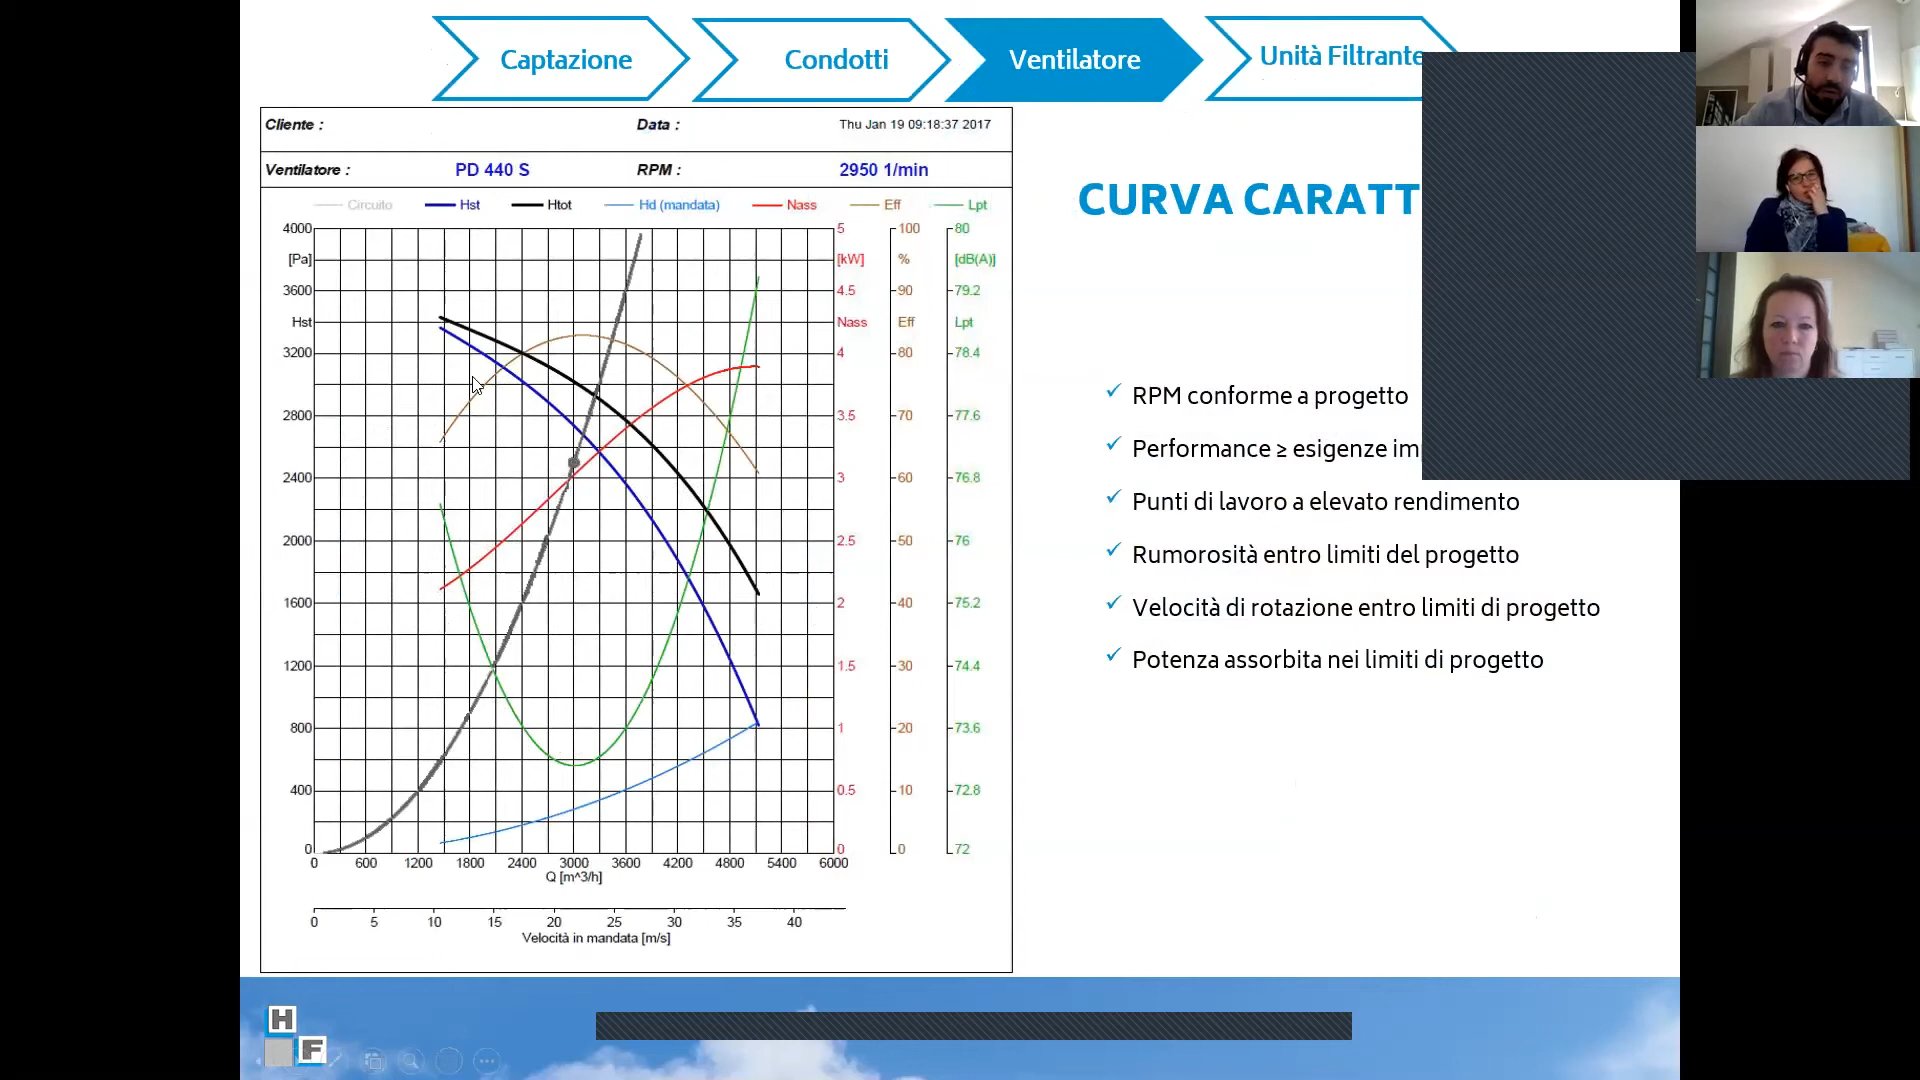 Captazione
Condotti
Ventilatore
Unità Filtrante
Cliente :
Data :
Thu Jan 19 09:18:37 2017
Ventilatore :
PD 440 S
RPM :
2950 1/min
Circuito
Hst
Htot
Hd (mandata)
Nass
Eff
Lpt
4000
[Pa]
3600
Hst
3200
2800
2400
2000
1600
1200
800
400
0
5
[kW]
4.5
Nass
4
3.5
3
2.5
2
1.5
1
0.5
0
100
%
90
Eff
80
70
60
50
40
30
20
10
0
80
[dB(A)]
79.2
Lpt
78.4
77.6
76.8
76
75.2
74.4
73.6
72.8
72
0 600 1200 1800 2400 3000 3600 4200 4800 5400 6000
Q [m^3/h]
0 5 10 15 20 25 30 35 40
Velocità in mandata [m/s]
CURVA CARATT
✓ RPM conforme a progetto
✓ Performance ≥ esigenze im
✓ Punti di lavoro a elevato rendimento
✓ Rumorosità entro limiti del progetto
✓ Velocità di rotazione entro limiti di progetto
✓ Potenza assorbita nei limiti di progetto
H
F